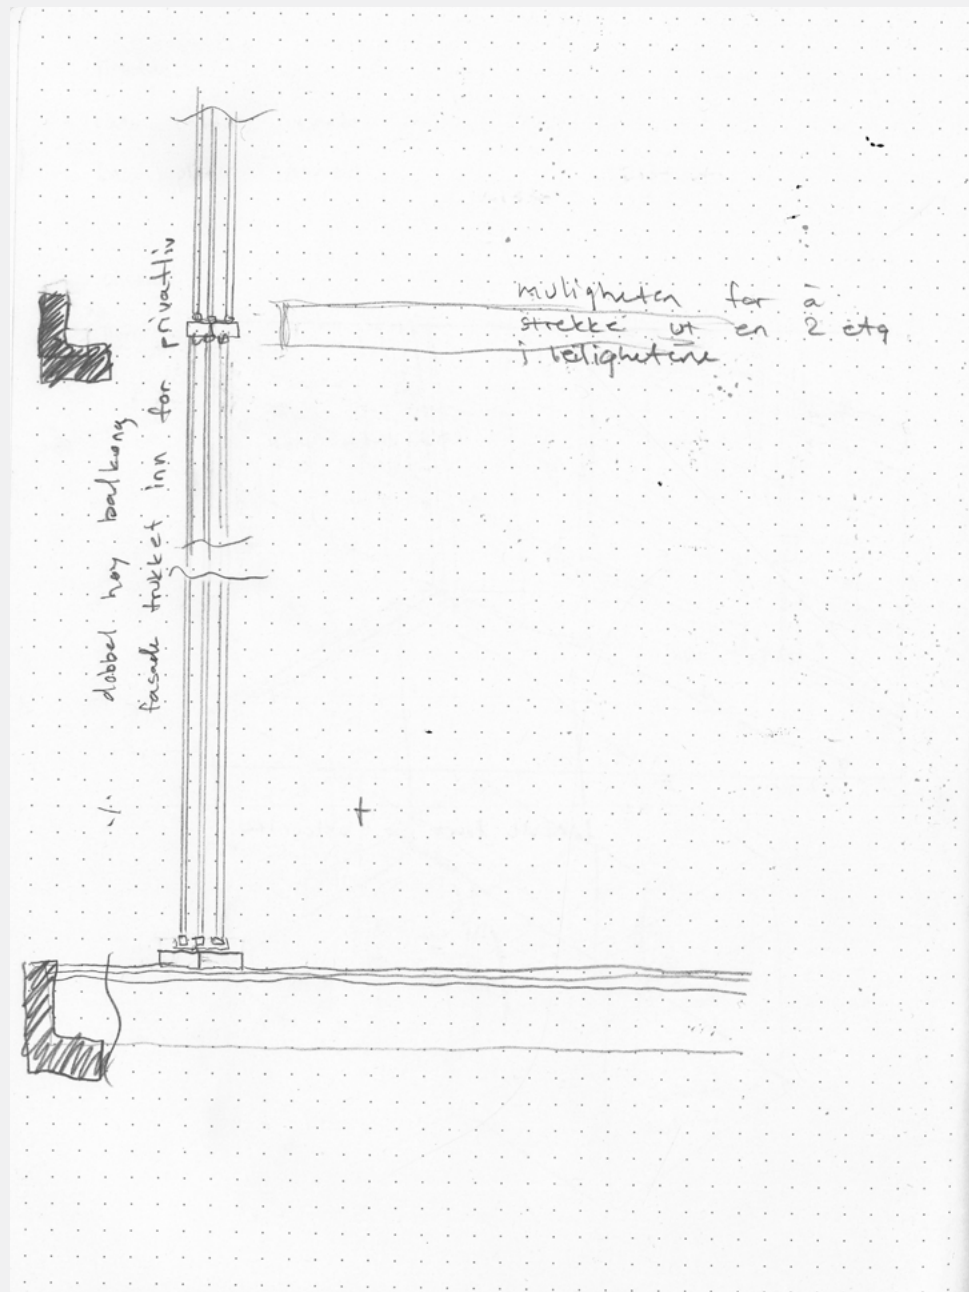 muligheten for å
strekke ut en 2 etg
i leilighetene
dobbel høy balkong
fasade trukket inn for privatliv